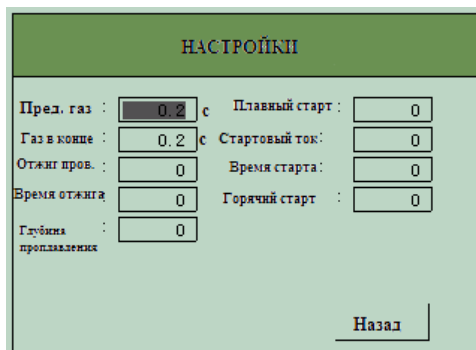 НАСТРОЙКИ
Пред. газ : 0.2 с Плавный старт : 0
Газ в конце : 0.2 с Стартовый ток : 0
Отжиг пров. : 0 Время старта : 0
Время отжига 0 Горячий старт : 0
Глубина : 0
проплавления
Назад